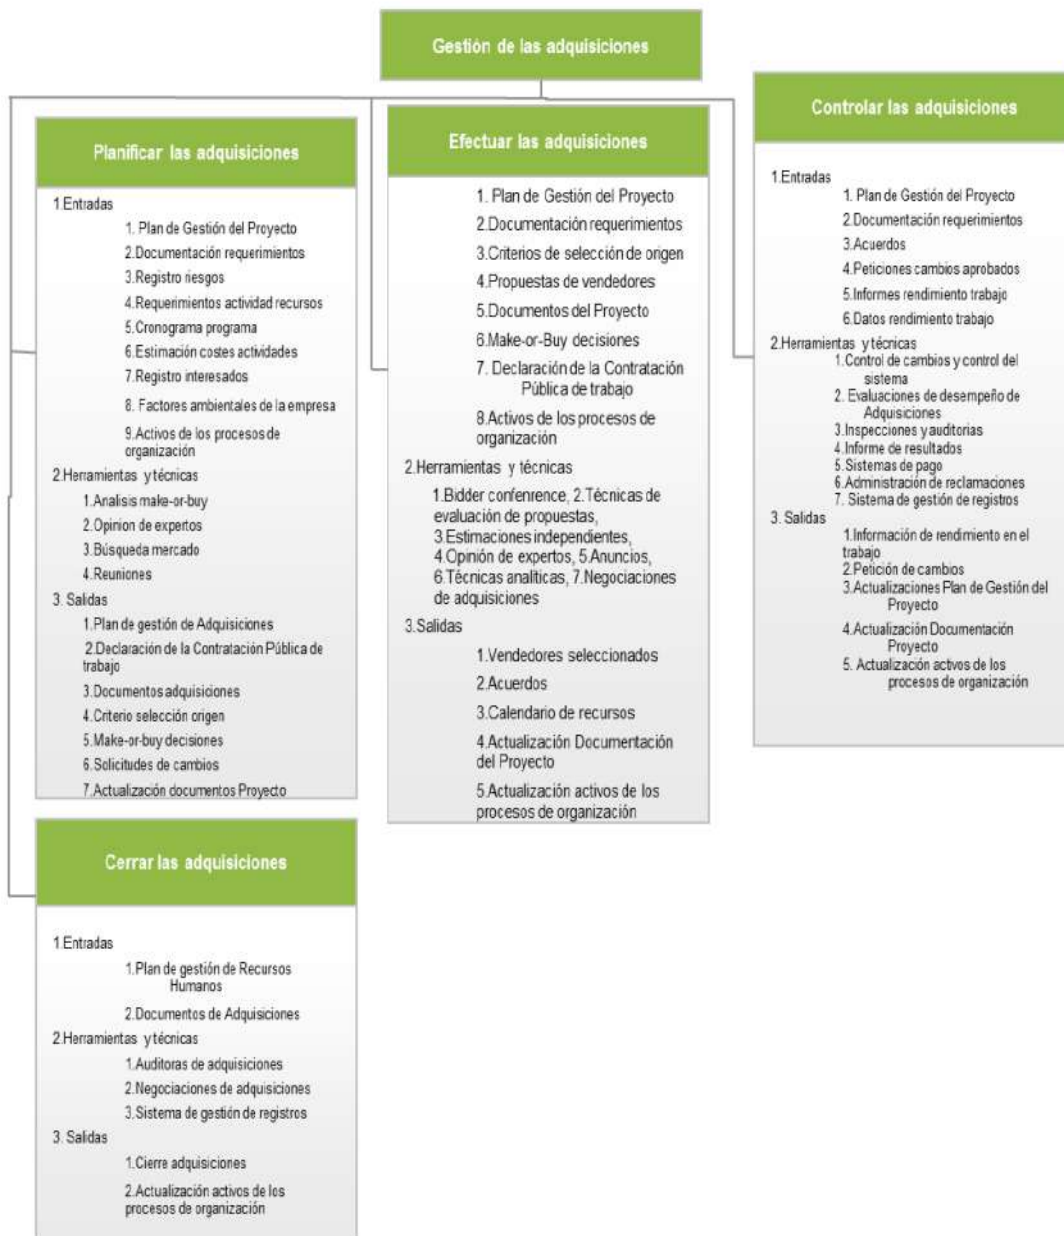 Gestión de las adquisiciones
Planificar las adquisiciones
1.Entradas
1. Plan de Gestión del Proyecto
2.Documentación requerimientos
3.Registro riesgos
4.Requerimientos actividad recursos
5.Cronograma programa
6.Estimación costes actividades
7.Registro interesados
8. Factores ambientales de la empresa
9.Activos de los procesos de
organización
2.Herramientas y técnicas
1.Analisis make-or-buy
2.Opinion de expertos
3.Búsqueda mercado
4.Reuniones
3. Salidas
1.Plan de gestión de Adquisiciones
2.Declaración de la Contratación Pública de
trabajo
3.Documentos adquisiciones
4.Criterio selección origen
5.Make-or-buy decisiones
6.Solicitudes de cambios
7.Actualización documentos Proyecto
Efectuar las adquisiciones
1. Plan de Gestión del Proyecto
2.Documentación requerimientos
3.Criterios de selección de origen
4.Propuestas de vendedores
5.Documentos del Proyecto
6.Make-or-Buy decisiones
7. Declaración de la Contratación
Pública de trabajo
8.Activos de los procesos de
organización
2.Herramientas y técnicas
1.Bidder confenrence, 2.Técnicas de
evaluación de propuestas,
3.Estimaciones independientes,
4.Opinión de expertos, 5.Anuncios,
6.Técnicas analíticas, 7.Negociaciones
de adquisiciones
3.Salidas
1.Vendedores seleccionados
2.Acuerdos
3.Calendario de recursos
4.Actualización Documentación
del Proyecto
5.Actualización activos de los
procesos de organización
Controlar las adquisiciones
1.Entradas
1. Plan de Gestión del Proyecto
2.Documentación requerimientos
3.Acuerdos
4.Peticiones cambios aprobados
5.Informes rendimiento trabajo
6.Datos rendimiento trabajo
2.Herramientas y técnicas
1.Control de cambios y control del
sistema
2. Evaluaciones de desempeño de
Adquisiciones
3.Inspecciones y auditorias
4.Informe de resultados
5.Sistemas de pago
6.Administración de reclamaciones
7. Sistema de gestión de registros
3. Salidas
1.Información de rendimiento en el
trabajo
2.Petición de cambios
3.Actualizaciones Plan de Gestión del
Proyecto
4.Actualización Documentación
Proyecto
5. Actualización activos de los
procesos de organización
Cerrar las adquisiciones
1.Entradas
1.Plan de gestión de Recursos
Humanos
2.Documentos de Adquisiciones
2.Herramientas y técnicas
1.Auditoras de adquisiciones
2.Negociaciones de adquisiciones
3.Sistema de gestión de registros
3. Salidas
1.Cierre adquisiciones
2.Actualización activos de los
procesos de organización